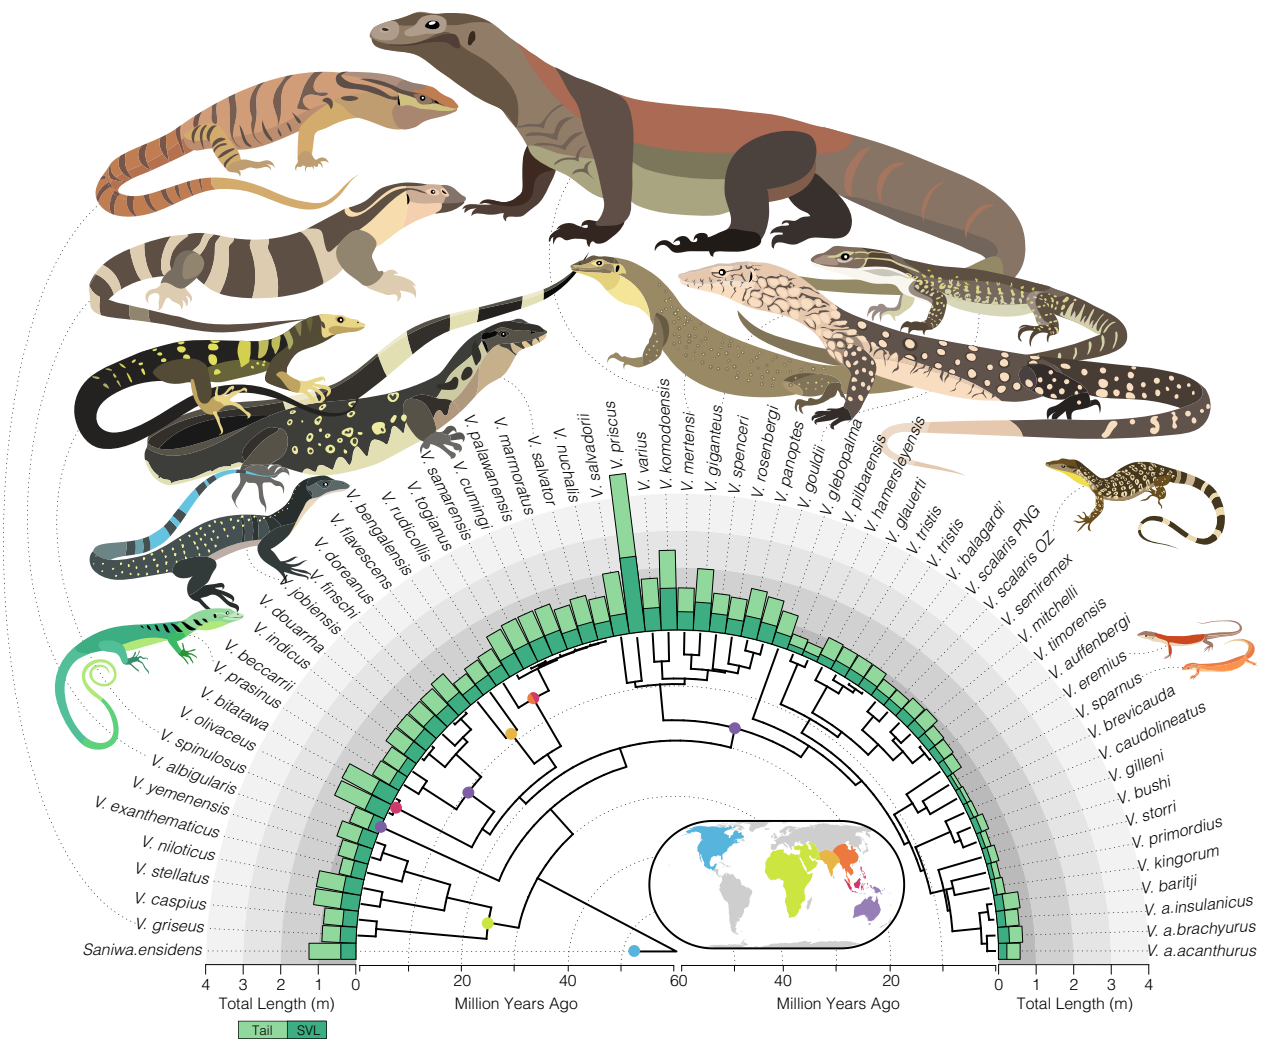 V. priscus
V. komodoensis
V. salvadorii
V. varius
V. mertensi
V. giganteus
V. nuchalis
V. spenceri
V. rosenbergi
V. salvator
V. panoptes
V. marmoratus
V. gouldii
V. palawanensis
V. glebopalma
V. cumingi
V. pilbarensis
V. samarensis
V. hamersleyensis
V. togianus
V. glauerti
V. rudicollis
V. tristis
V. bengalensis
V. tristis
V. flavescens
V. 'balagardi'
V. doreanus
V. scalaris PNG
V. finschi
V. scalaris OZ
V. jobiensis
V. semiremex
V. douarrha
V. mitchelli
V. indicus
V. timorensis
V. beccarrii
V. auffenbergi
V. prasinus
V. eremius
V. bitatawa
V. sparnus
V. olivaceus
V. brevicauda
V. spinulosus
V. caudolineatus
V. albigularis
V. gilleni
V. yemenensis
V. bushi
V. exanthematicus
V. storri
V. niloticus
V. primordius
V. stellatus
V. kingorum
V. caspius
V. baritji
V. griseus
V. a.insulanicus
Saniwa.ensidens
V. a.brachyurus
V. a.acanthurus
4 3 2 1 0 20 40 60 40 20 0 1 2 3 4
Total Length (m) Million Years Ago Million Years Ago Total Length (m)
Tail SVL